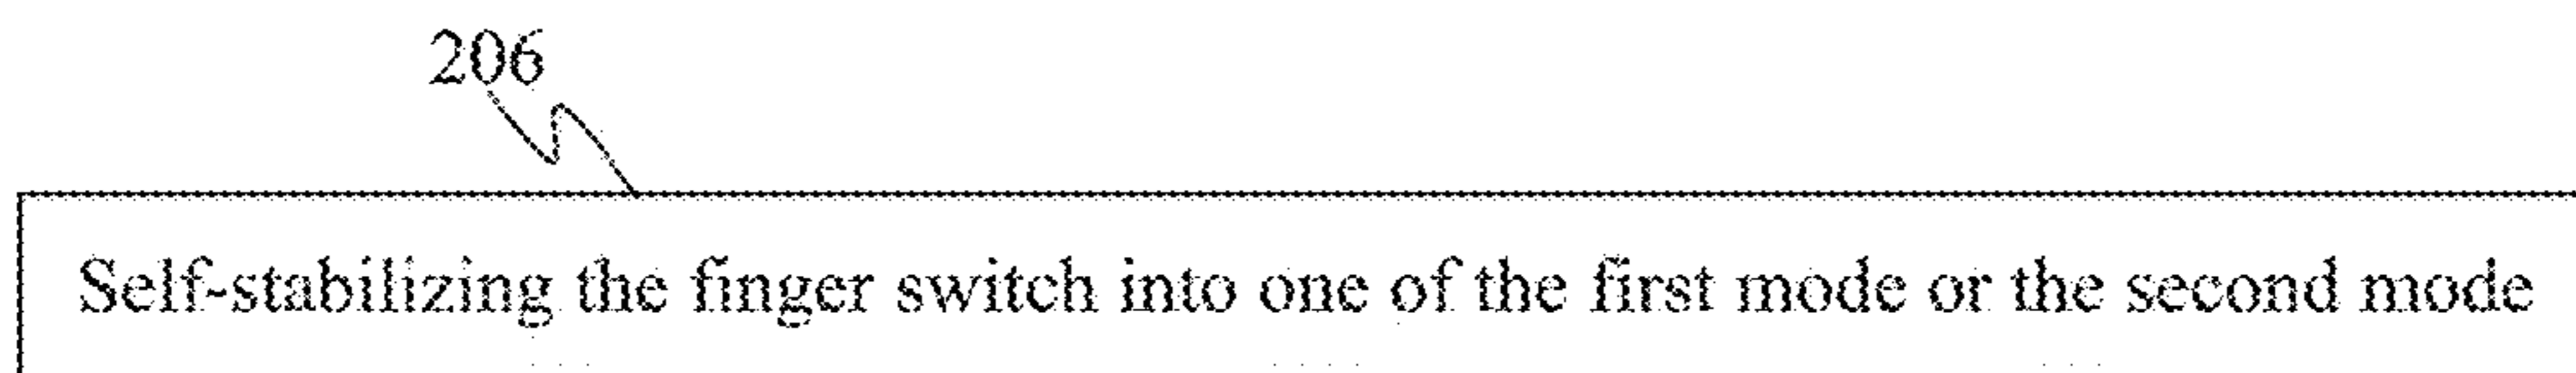 206
Self-stabilizing the finger switch into one of the first mode or the second mode